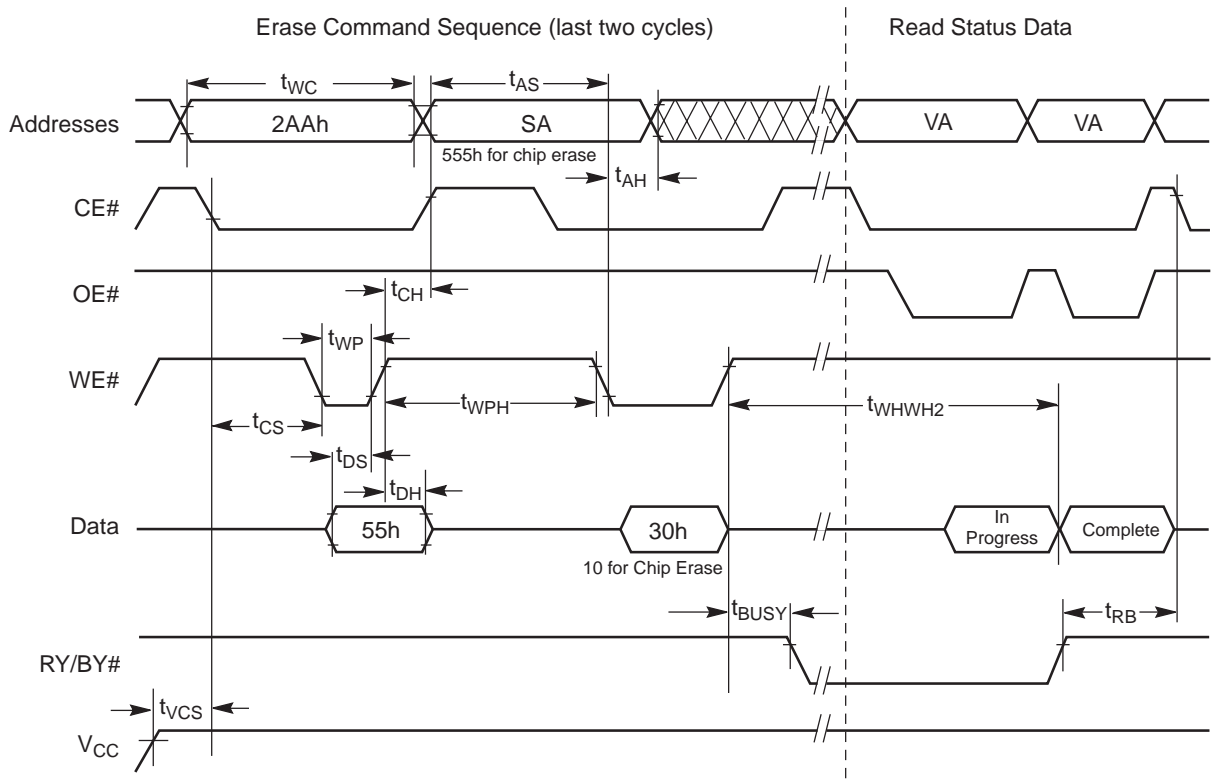 Erase Command Sequence (last two cycles)
Read Status Data
tWC
tAS
Addresses
2AAh
SA
VA
VA
555h for chip erase
tAH
CE#
OE#
tCH
tWP
WE#
tWPH
tWHWH2
tCS
tDS
tDH
Data
55h
30h
In
Progress
Complete
10 for Chip Erase
tBUSY
tRB
RY/BY#
tVCS
VCC